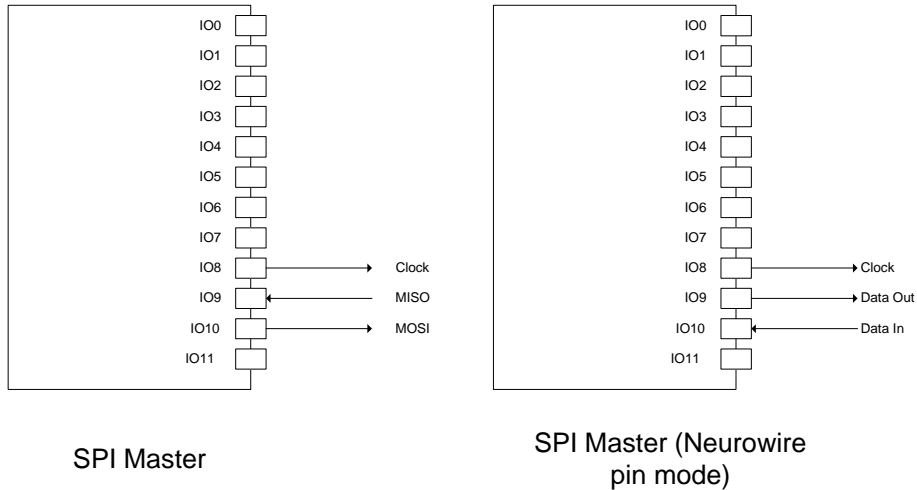 IO0
IO1
IO2
IO3
IO4
IO5
IO6
IO7
IO8
Clock
IO9
MISO
IO10
MOSI
IO11
SPI Master
IO0
IO1
IO2
IO3
IO4
IO5
IO6
IO7
IO8
Clock
IO9
Data Out
IO10
Data In
IO11
SPI Master (Neurowire
pin mode)